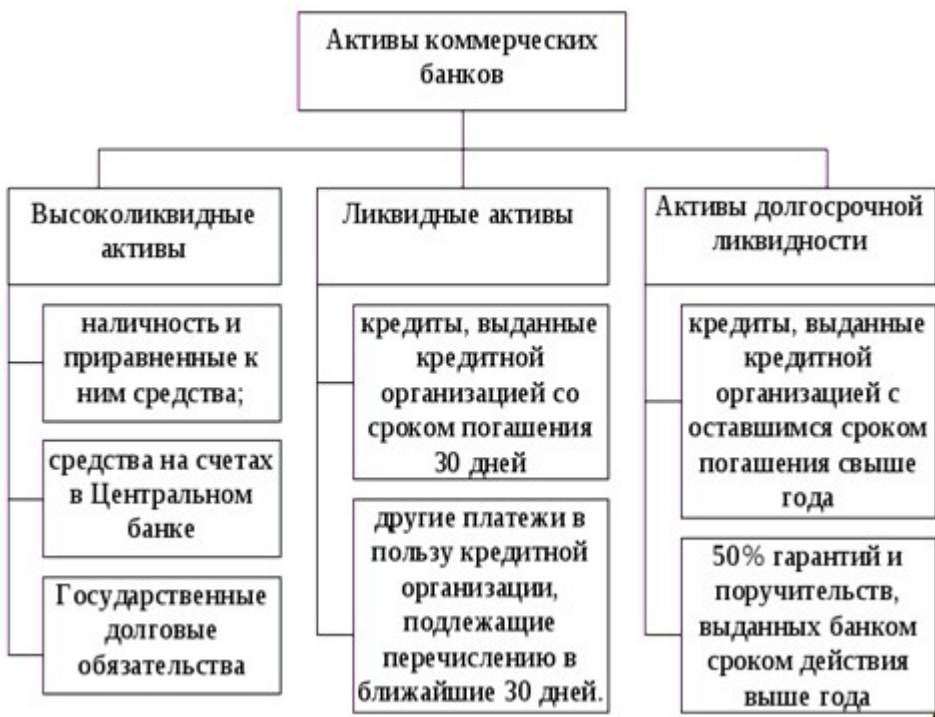 Активы коммерческих
банков
Высоколиквидные
активы
наличность и
приравненные к
ним средства;
средства на счетах
в Центральном
банке
Государственные
долговые
обязательства
Ликвидные активы
кредиты, выданные
кредитной
организацией со
сроком погашения
30 дней
другие платежи в
пользу кредитной
организации,
подлежащие
перечислению в
ближайшие 30 дней.
Активы долгосрочной
ликвидности
кредиты, выданные
кредитной
организацией с
оставшимся сроком
погашения свыше
года
50% гарантий и
поручительств,
выданных банком
сроком действия
выше года